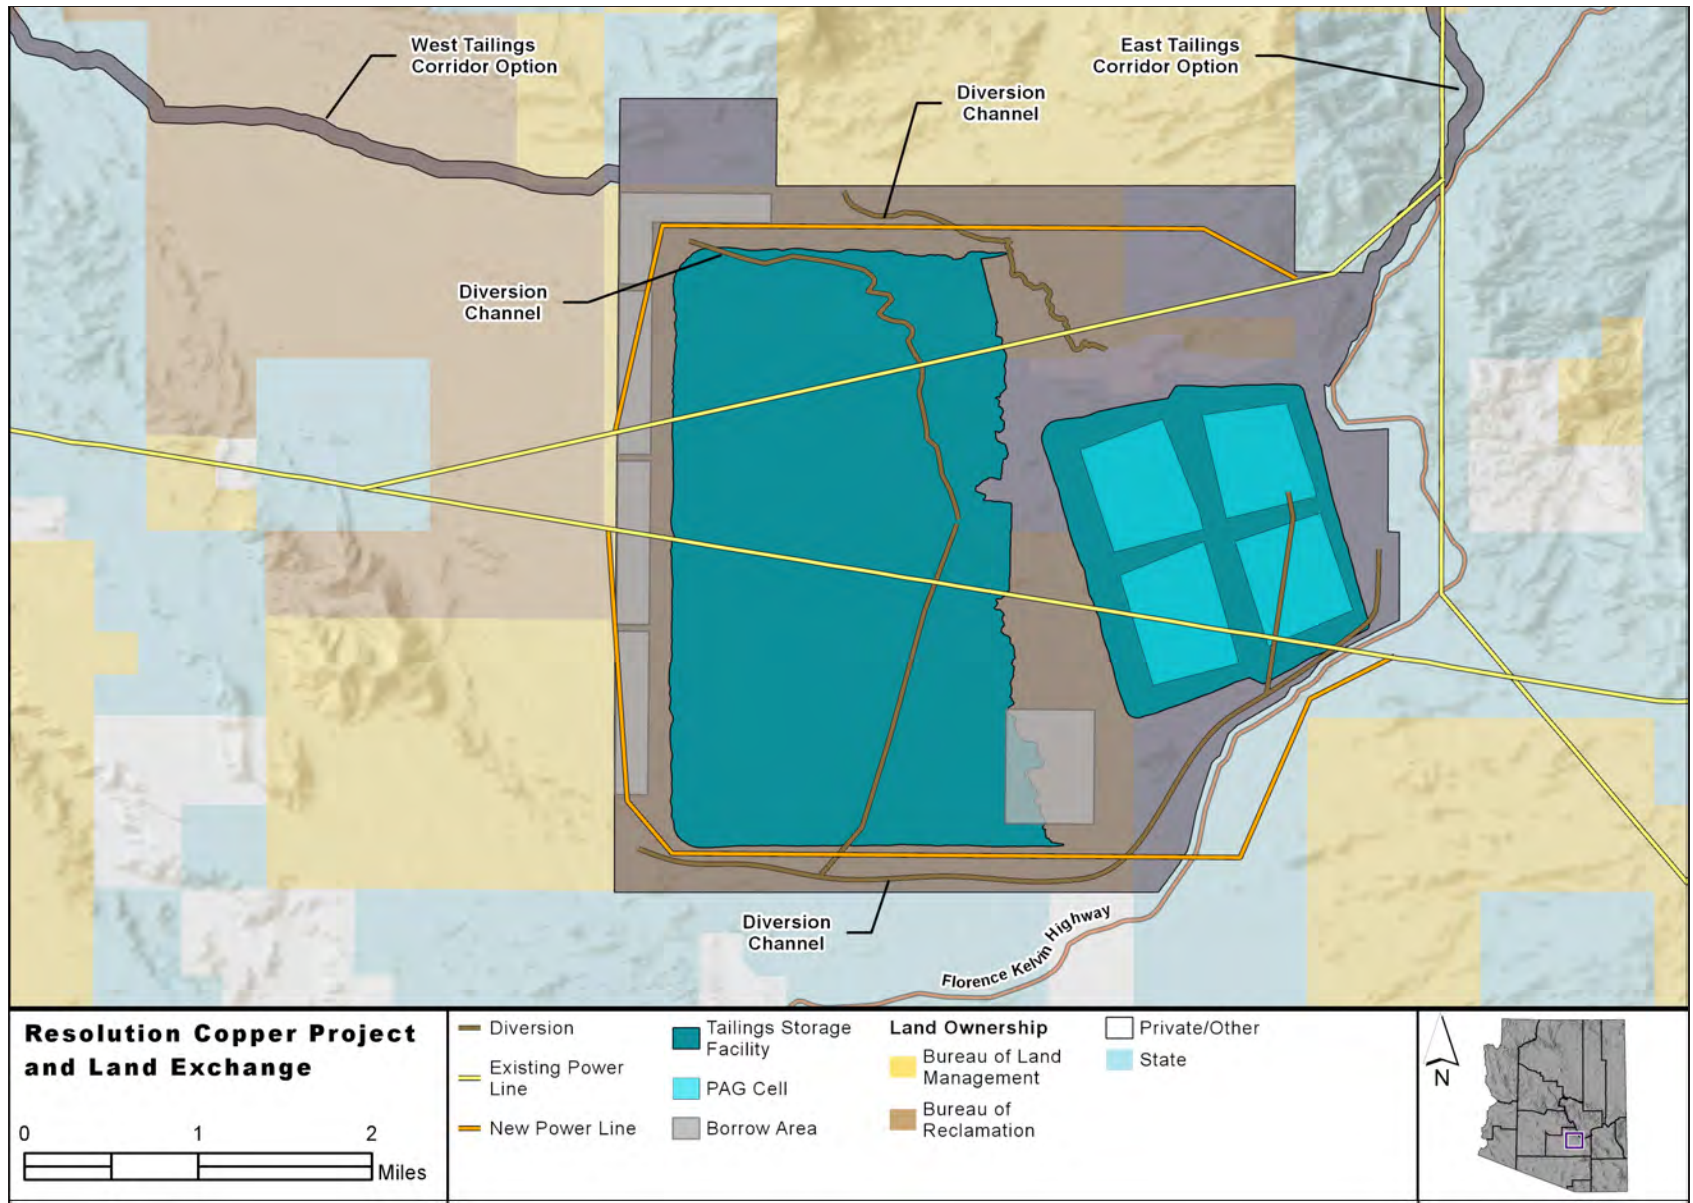 West Tailings
Corridor Option
East Tailings
Corridor Option
Diversion
Channel
Diversion
Channel
Diversion
Channel
Florence Kelvin Highway
Resolution Copper Project
and Land Exchange
0 1 2
Miles
Diversion
Existing Power
Line
New Power Line
Tailings Storage
Facility
PAG Cell
Borrow Area
Land Ownership
Bureau of Land
Management
Bureau of
Reclamation
Private/Other
State
N